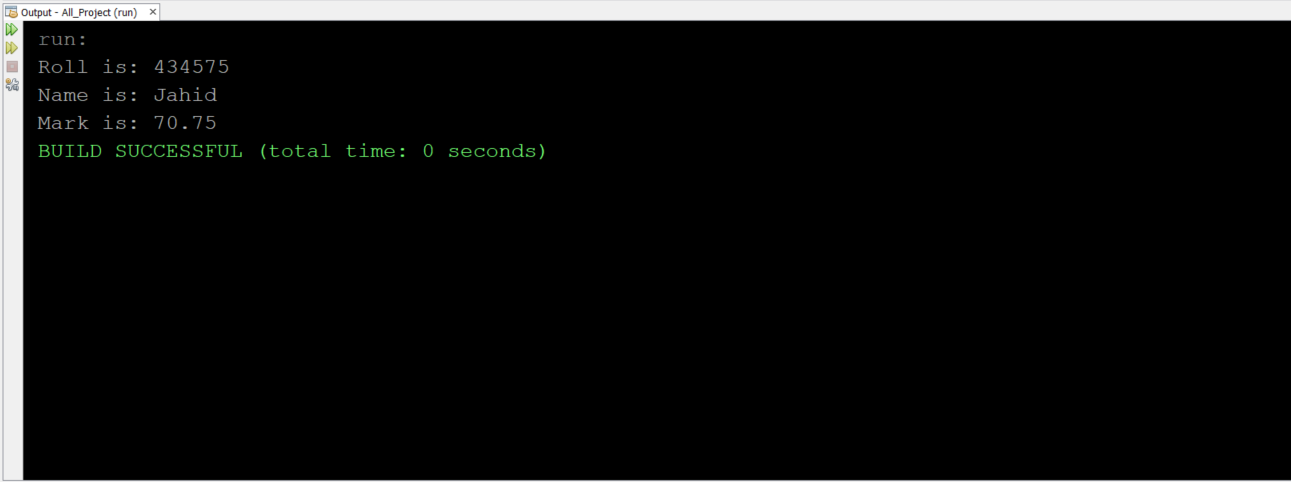 Output - All_Project (run)
run:
Roll is: 434575
Name is: Jahid
Mark is: 70.75
BUILD SUCCESSFUL (total time: 0 seconds)